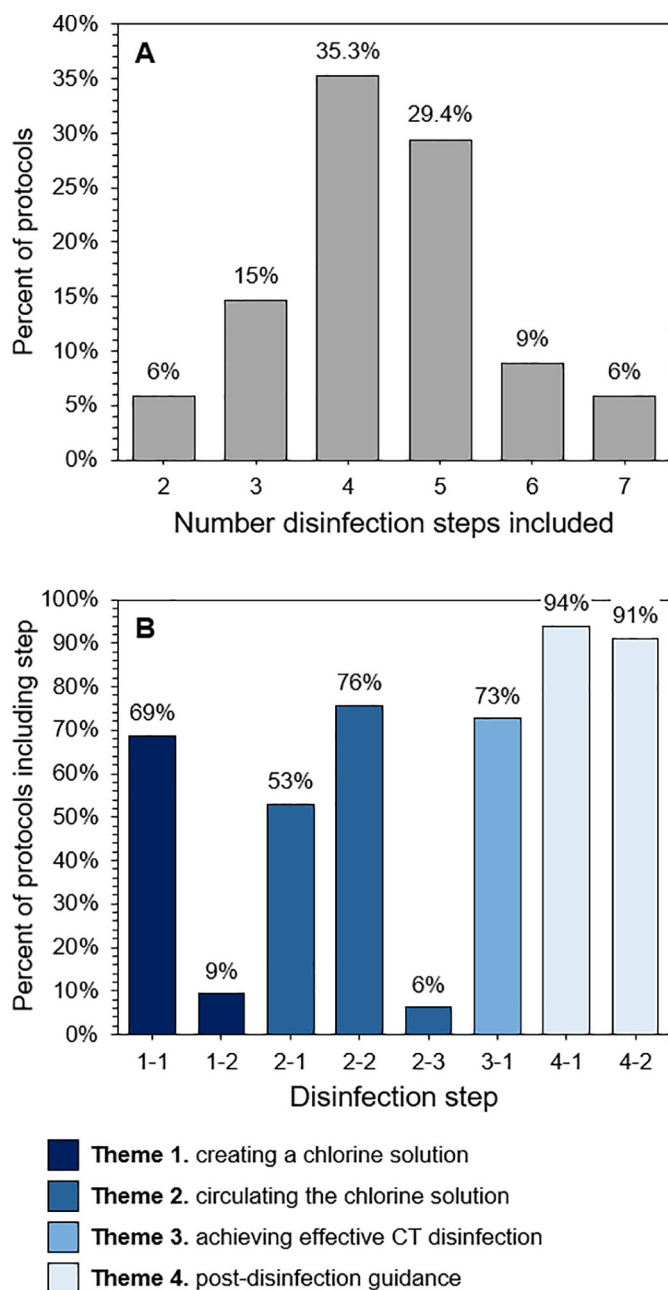 40%
A
35%
35.3%
30%
29.4%
25%
20%
15%
15%
10%
9%
6%
6%
5%
0%
Percent of protocols
2 3 4 5 6 7
Number disinfection steps included
100%
B
94%
91%
90%
80%
76%
73%
70%
69%
60%
53%
50%
40%
30%
20%
10%
9%
6%
0%
Percent of protocols including step
1-1 1-2 2-1 2-2 2-3 3-1 4-1 4-2
Disinfection step
Theme 1. creating a chlorine solution
Theme 2. circulating the chlorine solution
Theme 3. achieving effective CT disinfection
Theme 4. post-disinfection guidance